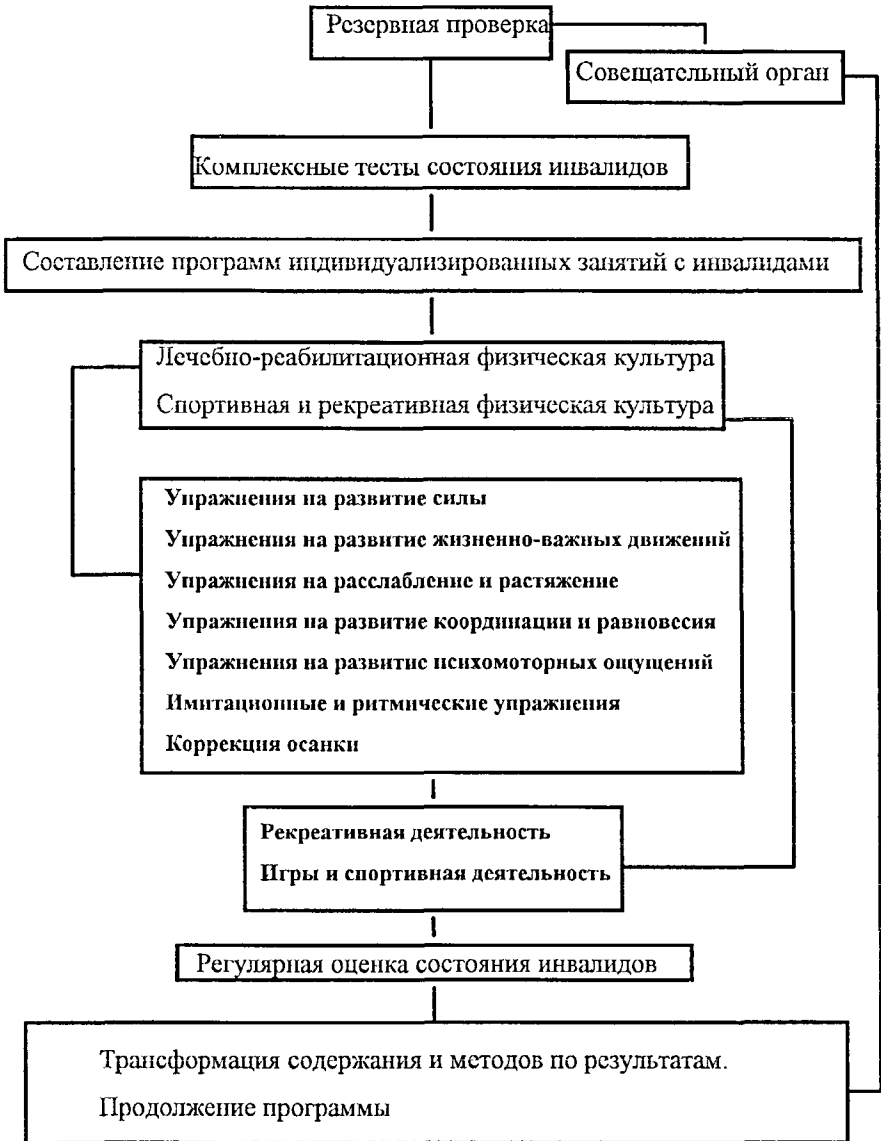 Резервная проверка
Совещательный орган
Комплексные тесты состояния инвалидов
Составление программ индивидуализированных занятий с инвалидами
Лечебно-реабилитационная физическая культура
Спортивная и рекреативная физическая культура
Упражнения на развитие силы
Упражнения на развитие жизненно-важных движений
Упражнения на расслабление и растяжение
Упражнения на развитие координации и равновесия
Упражнения на развитие психомоторных ощущений
Имитационные и ритмические упражнения
Коррекция осанки
Рекреативная деятельность
Игры и спортивная деятельность
Регулярная оценка состояния инвалидов
Трансформация содержания и методов по результатам.
Продолжение программы